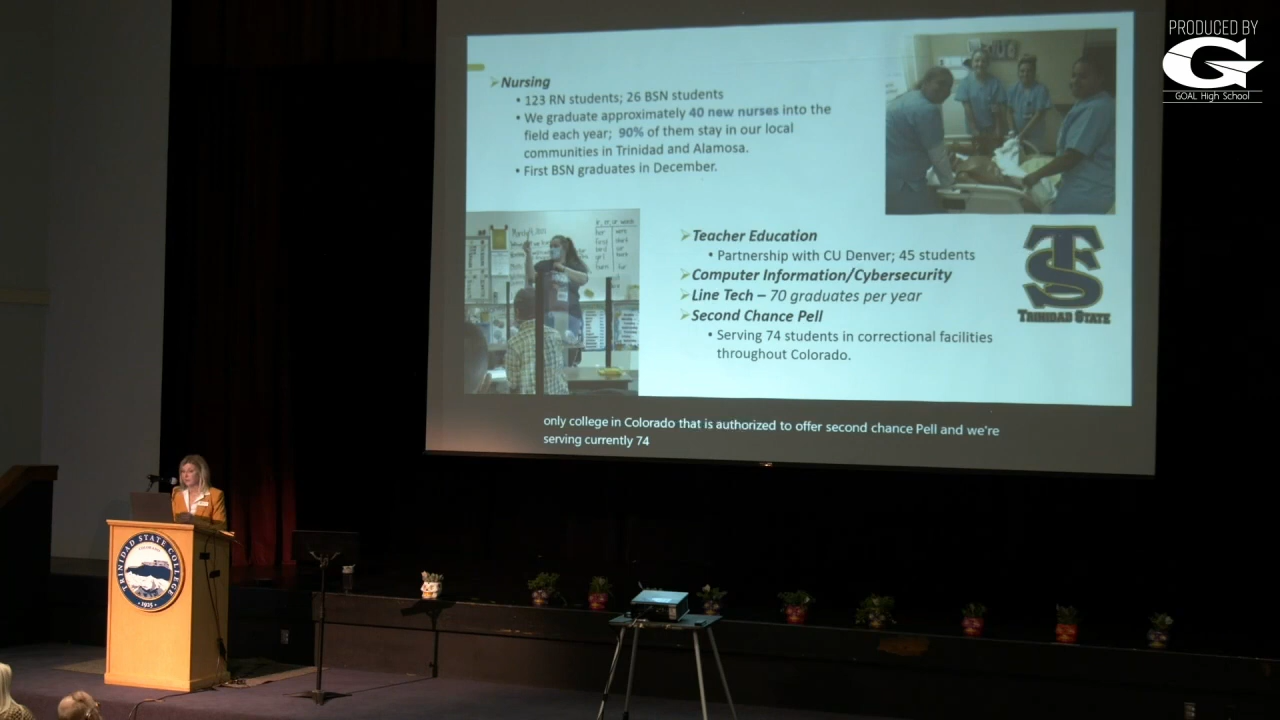 PRODUCED BY
G
GOAL High School
Nursing
• 123 RN students; 26 BSN students
• We graduate approximately 40 new nurses into the
field each year; 90% of them stay in our local
communities in Trinidad and Alamosa.
• First BSN graduates in December.
Teacher Education
• Partnership with CU Denver; 45 students
Computer Information/Cybersecurity
Line Tech – 70 graduates per year
Second Chance Pell
• Serving 74 students in correctional facilities
throughout Colorado.
TS
TRINIDAD STATE
only college in Colorado that is authorized to offer second chance Pell and we're
serving currently 74
TRINIDAD STATE COLLEGE
COLORADO
• 1925 •